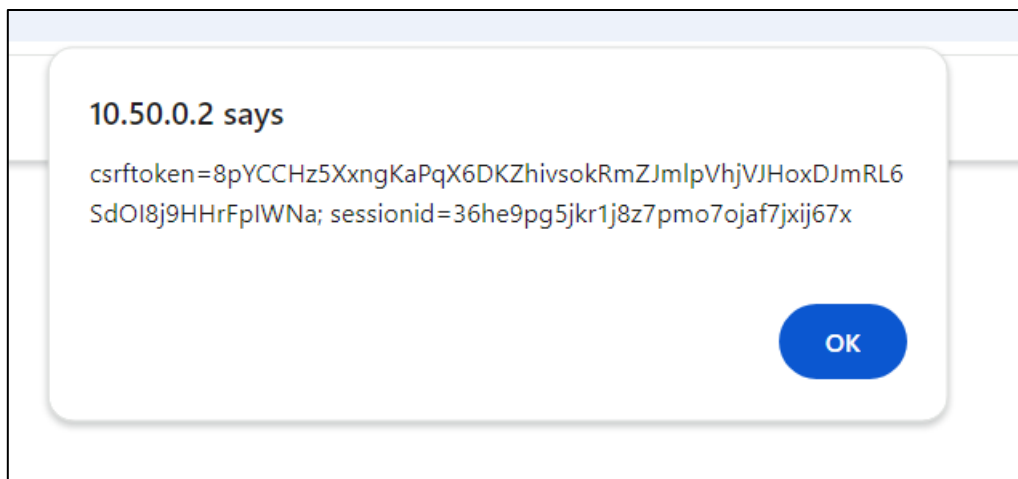 10.50.0.2 says
csrftoken=8pYCCHz5XxngKaPqX6DKZhivsokRmZJmlpVhjVJHoxDJmRL6
SdOI8j9HHrFpIWNa; sessionid=36he9pg5jkr1j8z7pmo7ojaf7jxij67x
OK